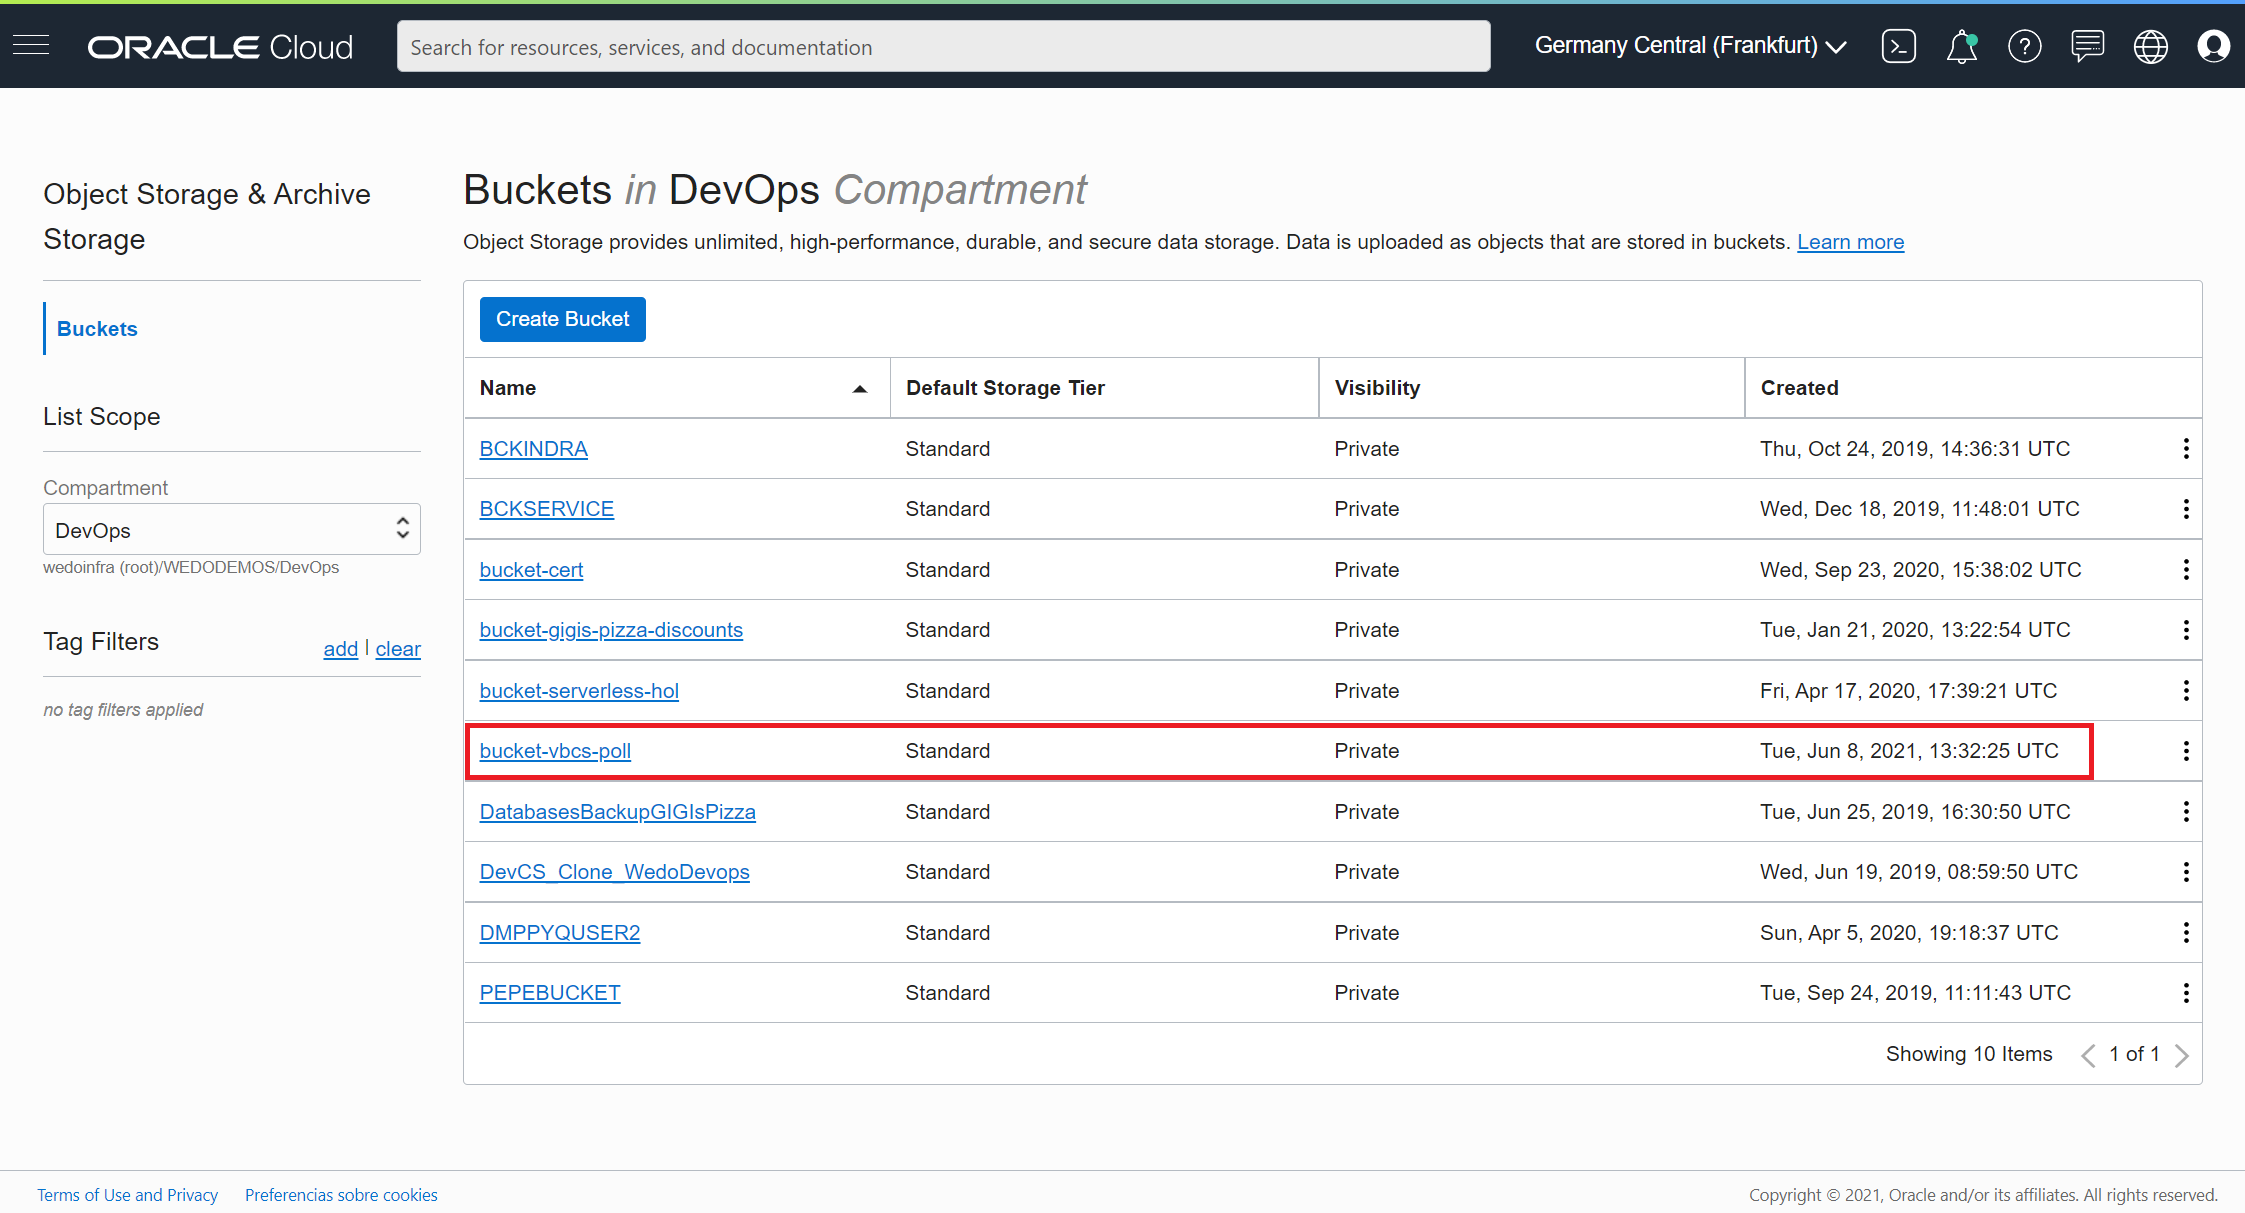 ORACLE Cloud
Search for resources, services, and documentation
Germany Central (Frankfurt)
Object Storage & Archive
Storage
Buckets
List Scope
Compartment
DevOps
wedoinfra (root)/WEDODEMOS/DevOps
Tag Filters
add | clear
no tag filters applied
Buckets in DevOps Compartment
Object Storage provides unlimited, high-performance, durable, and secure data storage. Data is uploaded as objects that are stored in buckets. Learn more
Create Bucket
Name Default Storage Tier Visibility Created
BCKINDRA Standard Private Thu, Oct 24, 2019, 14:36:31 UTC
BCKSERVICE Standard Private Wed, Dec 18, 2019, 11:48:01 UTC
bucket-cert Standard Private Wed, Sep 23, 2020, 15:38:02 UTC
bucket-gigis-pizza-discounts Standard Private Tue, Jan 21, 2020, 13:22:54 UTC
bucket-serverless-hol Standard Private Fri, Apr 17, 2020, 17:39:21 UTC
bucket-vbcs-poll Standard Private Tue, Jun 8, 2021, 13:32:25 UTC
DatabasesBackupGIGIsPizza Standard Private Tue, Jun 25, 2019, 16:30:50 UTC
DevCS_Clone_WedoDevops Standard Private Wed, Jun 19, 2019, 08:59:50 UTC
DMPPYQUSER2 Standard Private Sun, Apr 5, 2020, 19:18:37 UTC
PEPEBUCKET Standard Private Tue, Sep 24, 2019, 11:11:43 UTC
Showing 10 Items 1 of 1
Terms of Use and Privacy Preferencias sobre cookies
Copyright © 2021, Oracle and/or its affiliates. All rights reserved.